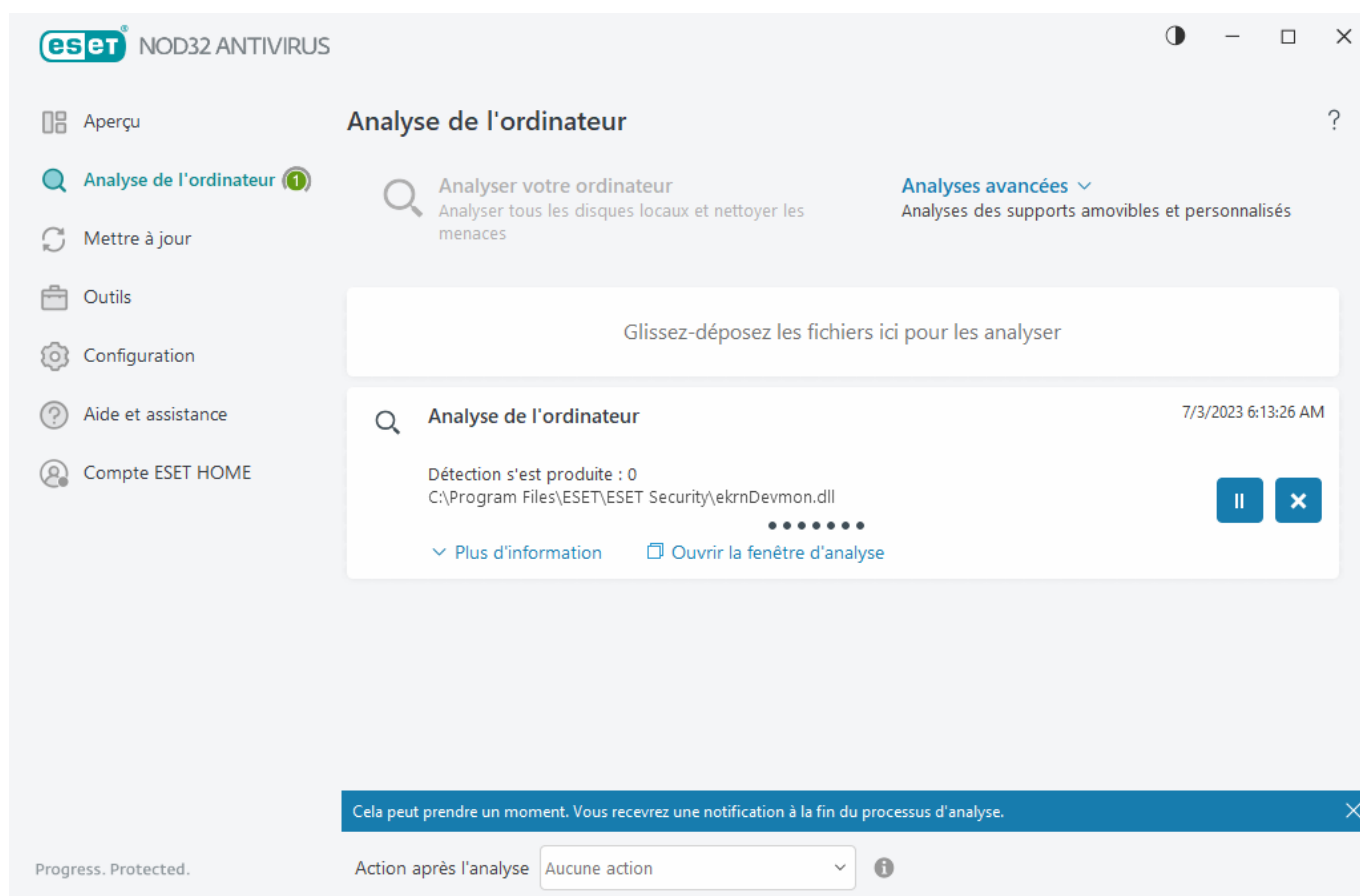 eset® NOD32 ANTIVIRUS
Aperçu
Analyse de l'ordinateur 1
Mettre à jour
Outils
Configuration
Aide et assistance
Compte ESET HOME
Progress. Protected.
Analyse de l'ordinateur ?
Analyser votre ordinateur
Analyser tous les disques locaux et nettoyer les
menaces
Analyses avancées
Analyses des supports amovibles et personnalisés
Glissez-déposez les fichiers ici pour les analyser
Analyse de l'ordinateur
7/3/2023 6:13:26 AM
Détection s'est produite : 0
C:\Program Files\ESET\ESET Security\ekrnDevmon.dll
Plus d'information
Ouvrir la fenêtre d'analyse
Cela peut prendre un moment. Vous recevrez une notification à la fin du processus d'analyse.
Action après l'analyse Aucune action